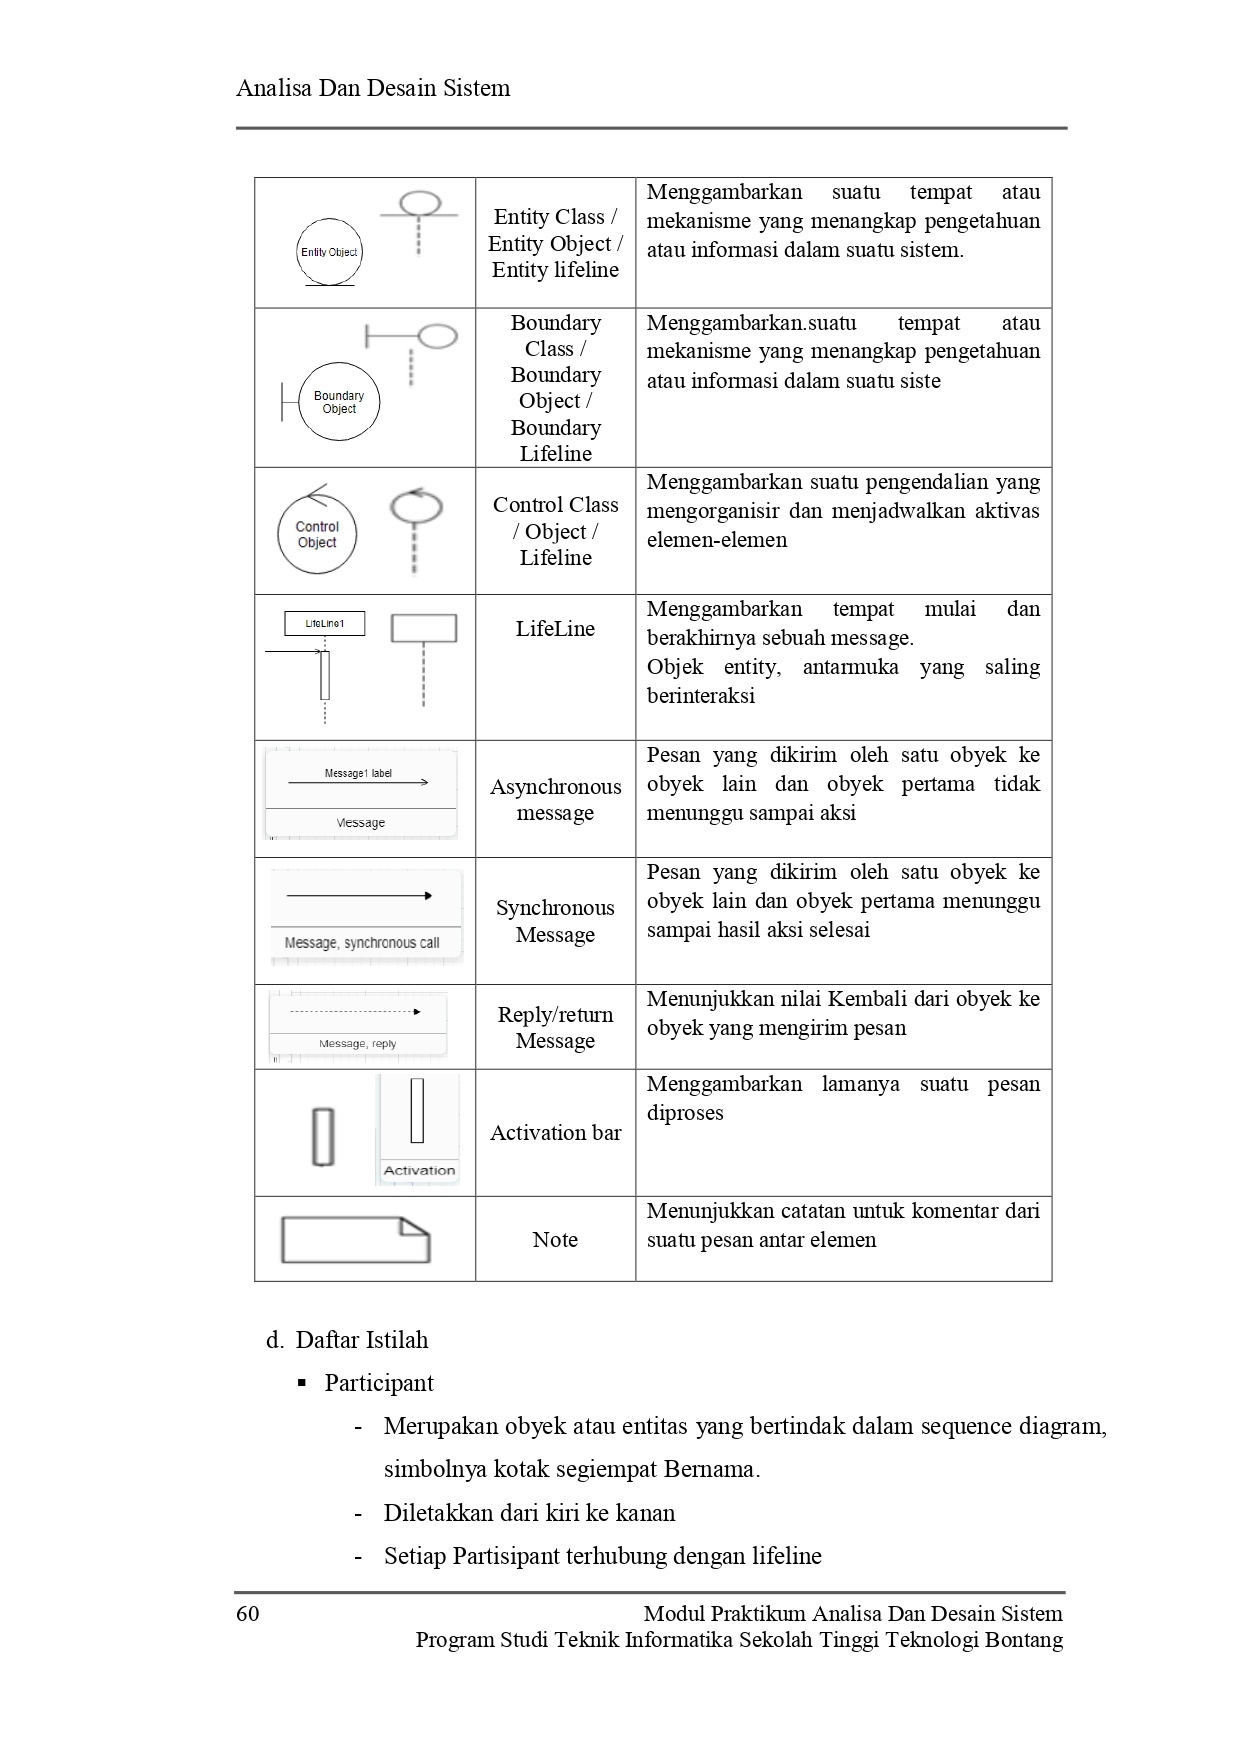 Analisa Dan Desain Sistem
Entity Object
Entity Class /
Entity Object /
Entity lifeline
Menggambarkan suatu tempat atau
mekanisme yang menangkap pengetahuan
atau informasi dalam suatu sistem.
Boundary
Object
Boundary
Class /
Boundary
Object /
Boundary
Lifeline
Menggambarkan.suatu tempat atau
mekanisme yang menangkap pengetahuan
atau informasi dalam suatu siste
Control
Object
Control Class
/ Object /
Lifeline
Menggambarkan suatu pengendalian yang
mengorganisir dan menjadwalkan aktivas
elemen-elemen
LifeLine1
LifeLine
Menggambarkan tempat mulai dan
berakhirnya sebuah message.
Objek entity, antarmuka yang saling
berinteraksi
Message1 label
Message
Asynchronous
message
Pesan yang dikirim oleh satu obyek ke
obyek lain dan obyek pertama tidak
menunggu sampai aksi
Message, synchronous call
Synchronous
Message
Pesan yang dikirim oleh satu obyek ke
obyek lain dan obyek pertama menunggu
sampai hasil aksi selesai
Message, reply
Reply/return
Message
Menunjukkan nilai Kembali dari obyek ke
obyek yang mengirim pesan
Activation
Activation bar
Menggambarkan lamanya suatu pesan
diproses
Note
Menunjukkan catatan untuk komentar dari
suatu pesan antar elemen
d. Daftar Istilah
▪ Participant
- Merupakan obyek atau entitas yang bertindak dalam sequence diagram,
simbolnya kotak segiempat Bernama.
- Diletakkan dari kiri ke kanan
- Setiap Partisipant terhubung dengan lifeline
60 Modul Praktikum Analisa Dan Desain Sistem
Program Studi Teknik Informatika Sekolah Tinggi Teknologi Bontang